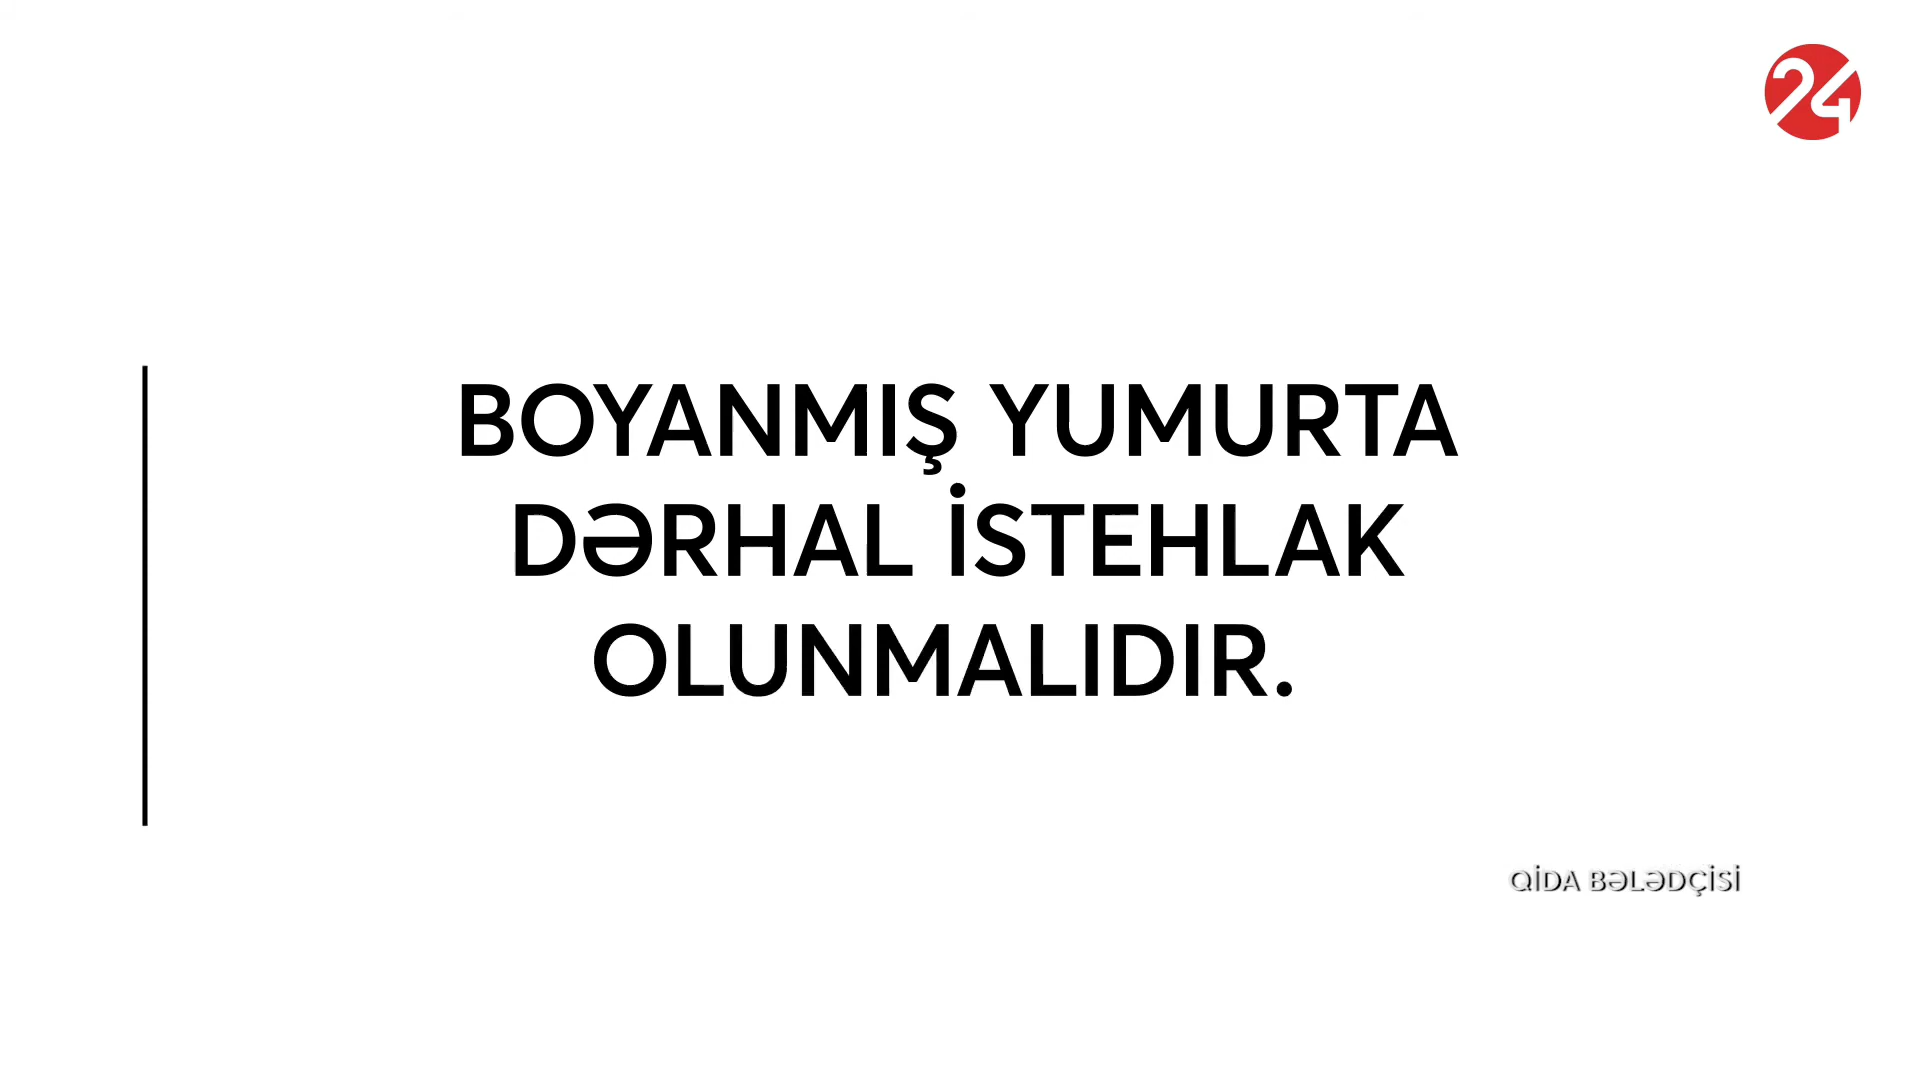 24
BOYANMIŞ YUMURTA
DƏRHAL İSTEHLAK
OLUNMALIDIR.
QİDA BƏLƏDÇİSİ